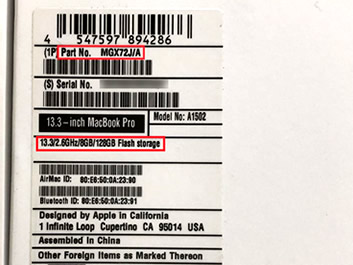 4 547597 894286
(1P) Part No. MGX72J/A
(S) Serial No.
13.3-inch MacBook Pro
Model No: A1502
13.3/2.6GHz/8GB/128GB Flash storage
AirMac ID: 80:E6:50:0A:23:90
Bluetooth ID: 80:E6:50:0A:23:91
Designed by Apple in California
1 Infinite Loop Cupertino CA 95014 USA
Assembled in China
Other Foreign Items as Marked Thereon